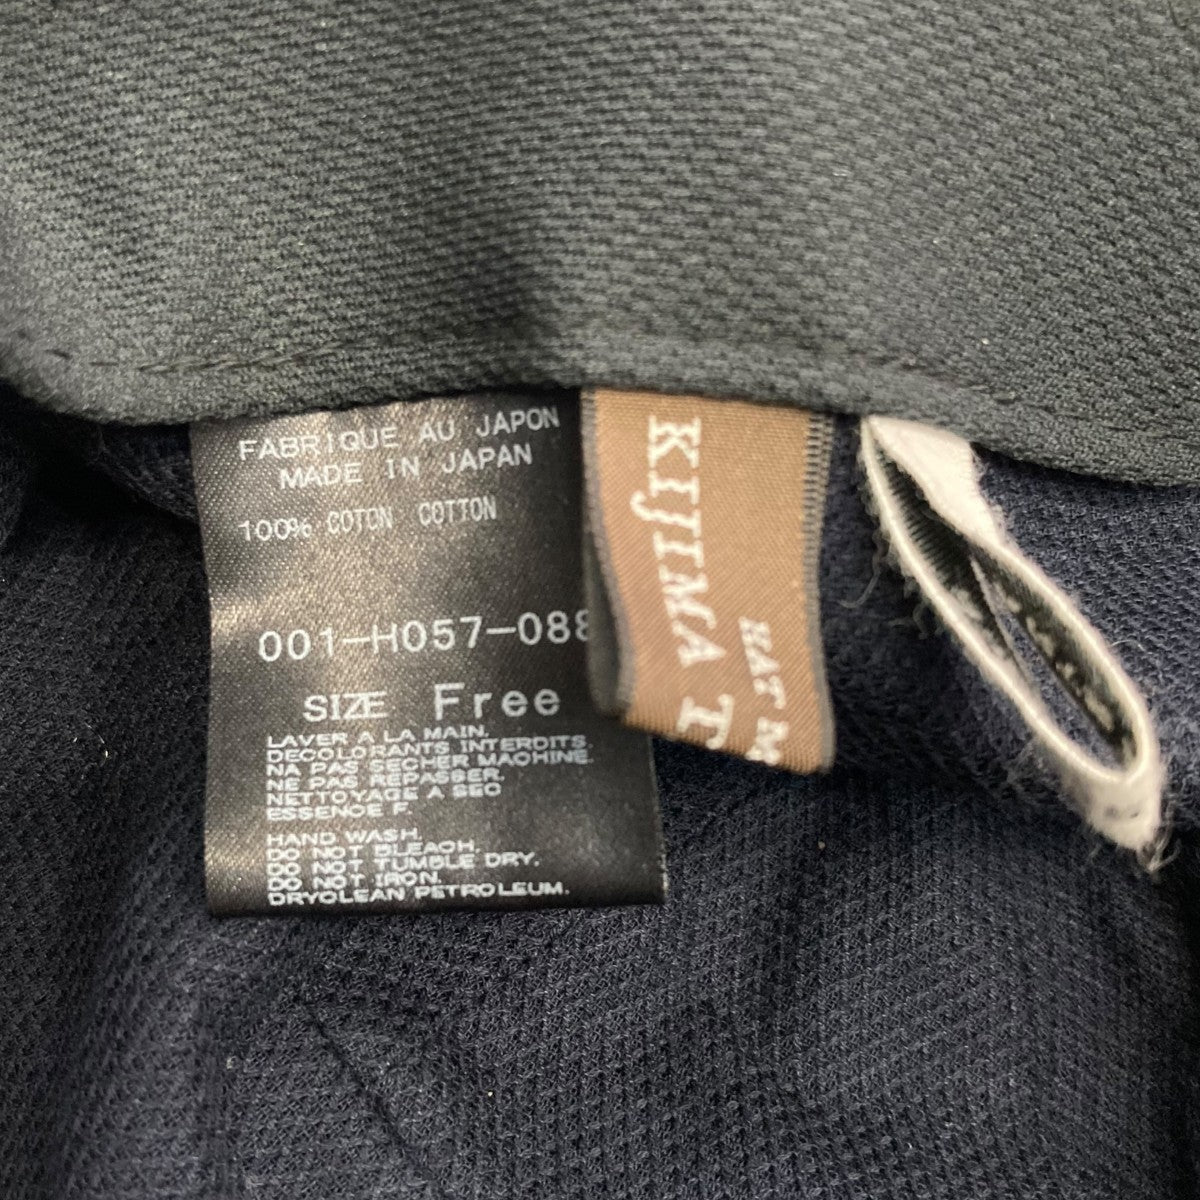 FABRIQUE AU JAPON
MADE IN JAPAN
100% COTON COTTON
001-H057-088
SIZE Free
LAVER A LA MAIN.
DECOLORANTS INTERDITS.
NA PAS SECHER MACHINE.
NE PAS REPASSER.
NETTOYAGE A SEC
ESSENCE F.
HAND WASH.
DO NOT BLEACH.
DO NOT TUMBLE DRY.
DO NOT IRON.
DRYCLEAN PETROLEUM.
KIJIMA T
HAT M